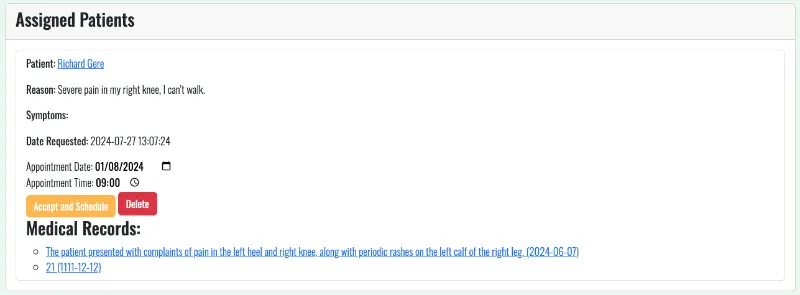 Assigned Patients
Patient: Richard Gere
Reason: Severe pain in my right knee, I can't walk.
Symptoms:
Date Requested: 2024-07-27 13:07:24
Appointment Date: 01/08/2024
Appointment Time: 09:00
Accept and Schedule Delete
Medical Records:
The patient presented with complaints of pain in the left heel and right knee, along with periodic rashes on the left calf of the right leg. (2024-06-07)
21 (1111-12-12)